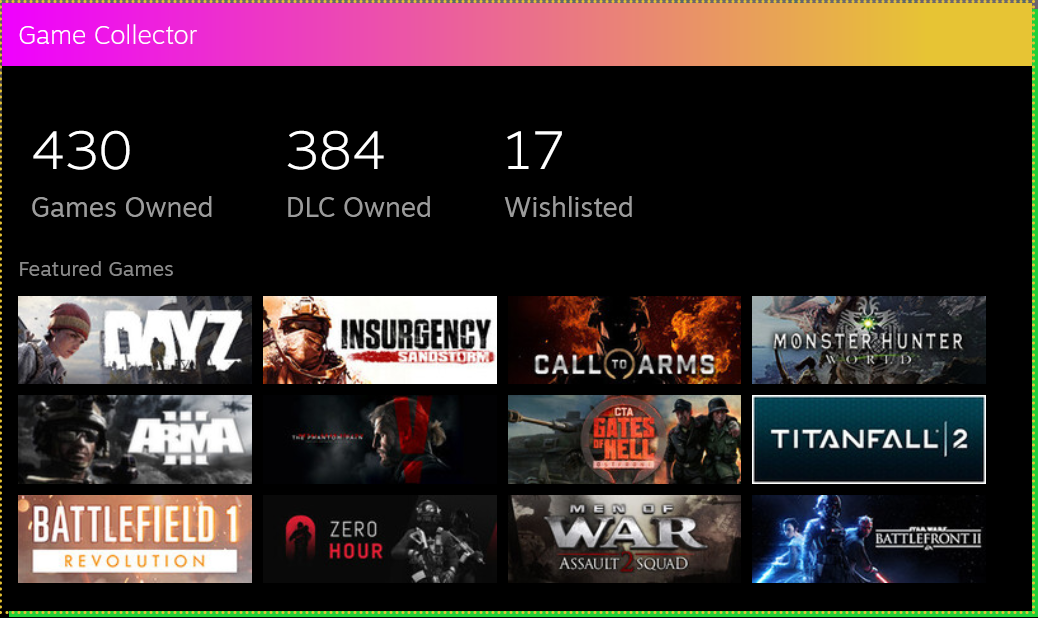 Game Collector
430
384
17
Games Owned
DLC Owned
Wishlisted
Featured Games
DAYZ
INSURGENCY
SANDSTORM
CALL TO ARMS
MONSTER HUNTER
WORLD
ARMA
III
THE PHANTOM PAIN
V
CTA
GATES
OF HELL
OSTFRONT
TITANFALL 2
BATTLEFIELD 1
REVOLUTION
ZERO
HOUR
MEN OF
WAR
ASSAULT 2 SQUAD
STAR WARS
BATTLEFRONT II
EA